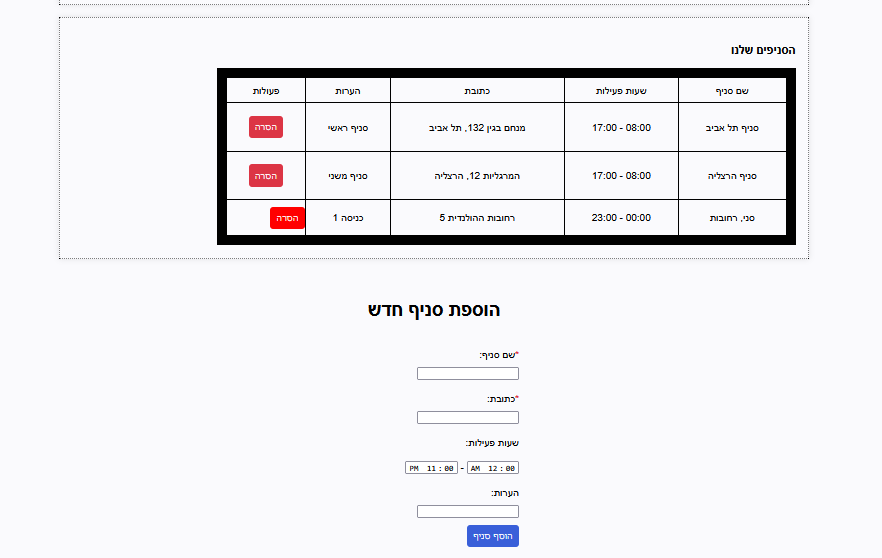 הסניפים שלנו
שם סניף שעות פעילות כתובת הערות פעולות
סניף תל אביב 08:00 - 17:00 מנחם בגין 132, תל אביב סניף ראשי הסרה
סניף הרצליה 08:00 - 17:00 המרגליות 12, הרצליה סניף משני הסרה
סני, רחובות 00:00 - 23:00 רחובות ההולנדית 5 כניסה 1 הסרה
הוספת סניף חדש
*שם סניף:
*כתובת:
שעות פעילות:
12:00 AM - 11:00 PM
הערות:
הוסף סניף